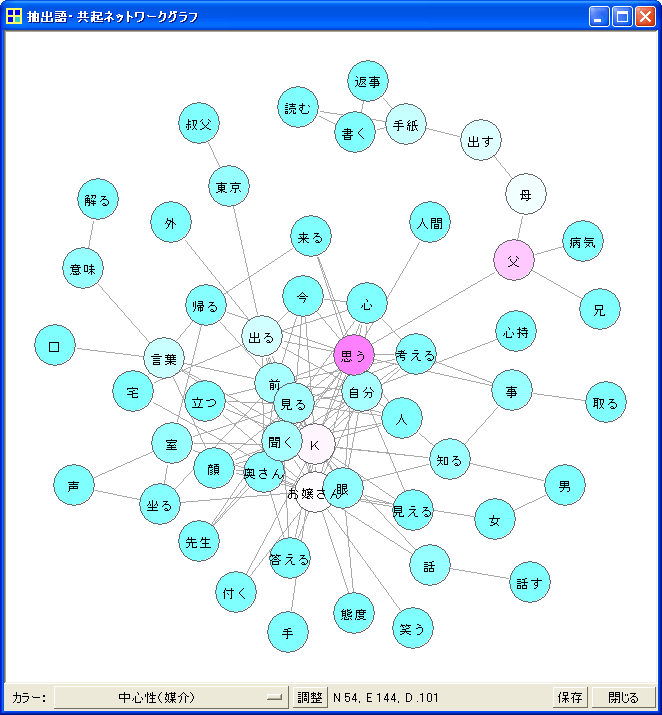 抽出語・共起ネットワークグラフ
返事
読む
書く
手紙
叔父
出す
東京
母
解る
外
来る
人間
病気
父
意味
帰る
今
心
兄
出る
心持
口
言葉
思う
考える
宅
立つ
前
見る
自分
事
取る
人
室
聞く
K
知る
顔
奥さん
声
お嬢さん
眼
男
坐る
見える
女
先生
答える
話
話す
付く
手
態度
笑う
カラー: 中心性(媒介) 調整 N 54, E 144, D .101 保存 閉じる